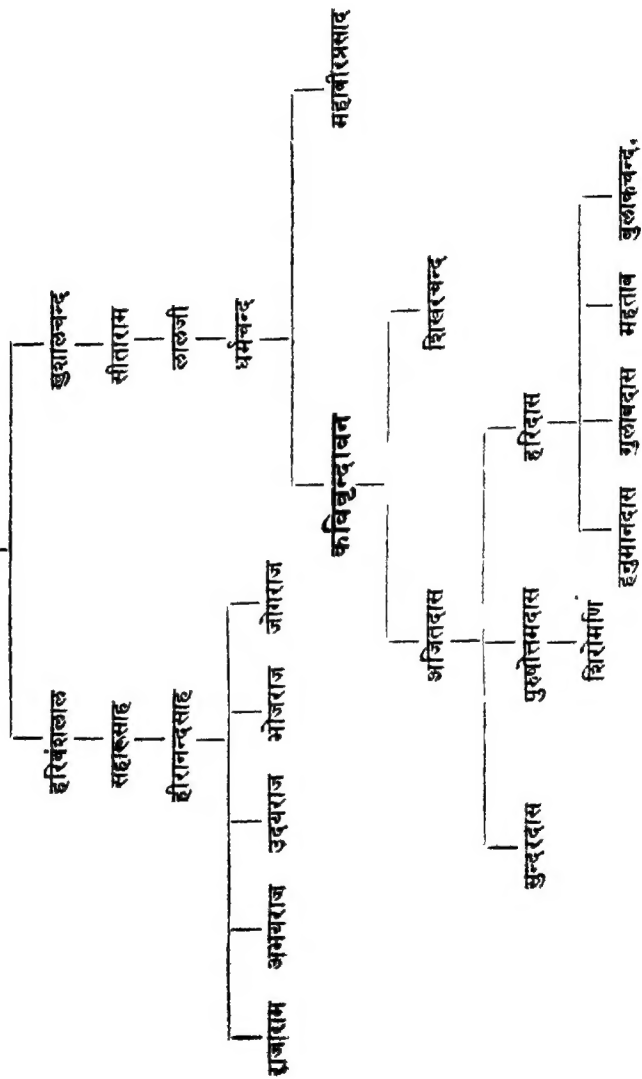 हरिबंशलाल खुशालचन्द
सहारूसाह सीताराम
हीरानन्दसाह लालजी
धर्मचन्द
राजाराम अभयराज उदयराज भोजराज जोगराज
कविवृन्दावन महाबीरप्रसाद
अजितदास शिखरचन्द
सुन्दरदास पुरुषोत्तमदास हरिदास
शिरोमणि
हनुमानदास गुलाबदास महताब बुलाकचन्द.